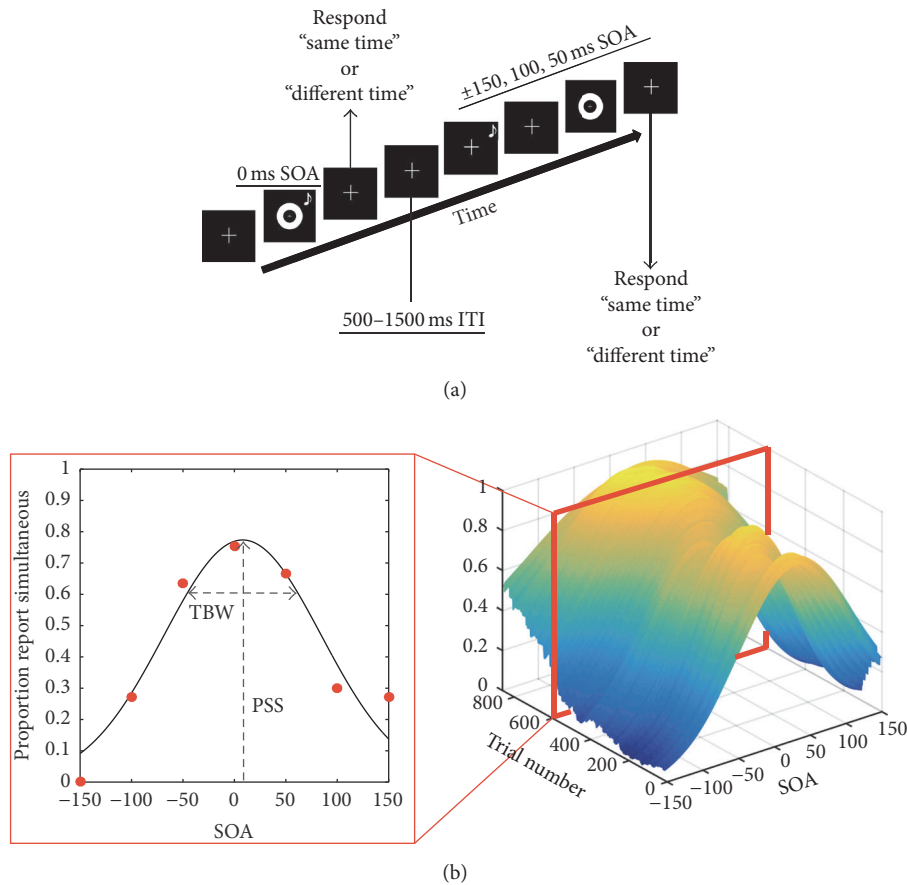 Respond
“same time”
or
“different time”
±150, 100, 50 ms SOA
0 ms SOA
Time
500–1500 ms ITI
Respond
“same time”
or
“different time”
(a)
Proportion report simultaneous
1
0.9
0.8
0.7
0.6
0.5
0.4
0.3
0.2
0.1
0
TBW
PSS
−150 −100 −50 0 50 100 150
SOA
1
0.8
0.6
0.4
0.2
0
800
600
400
200
0
Trial number
−150
−100
−50
0
50
100
150
SOA
(b)